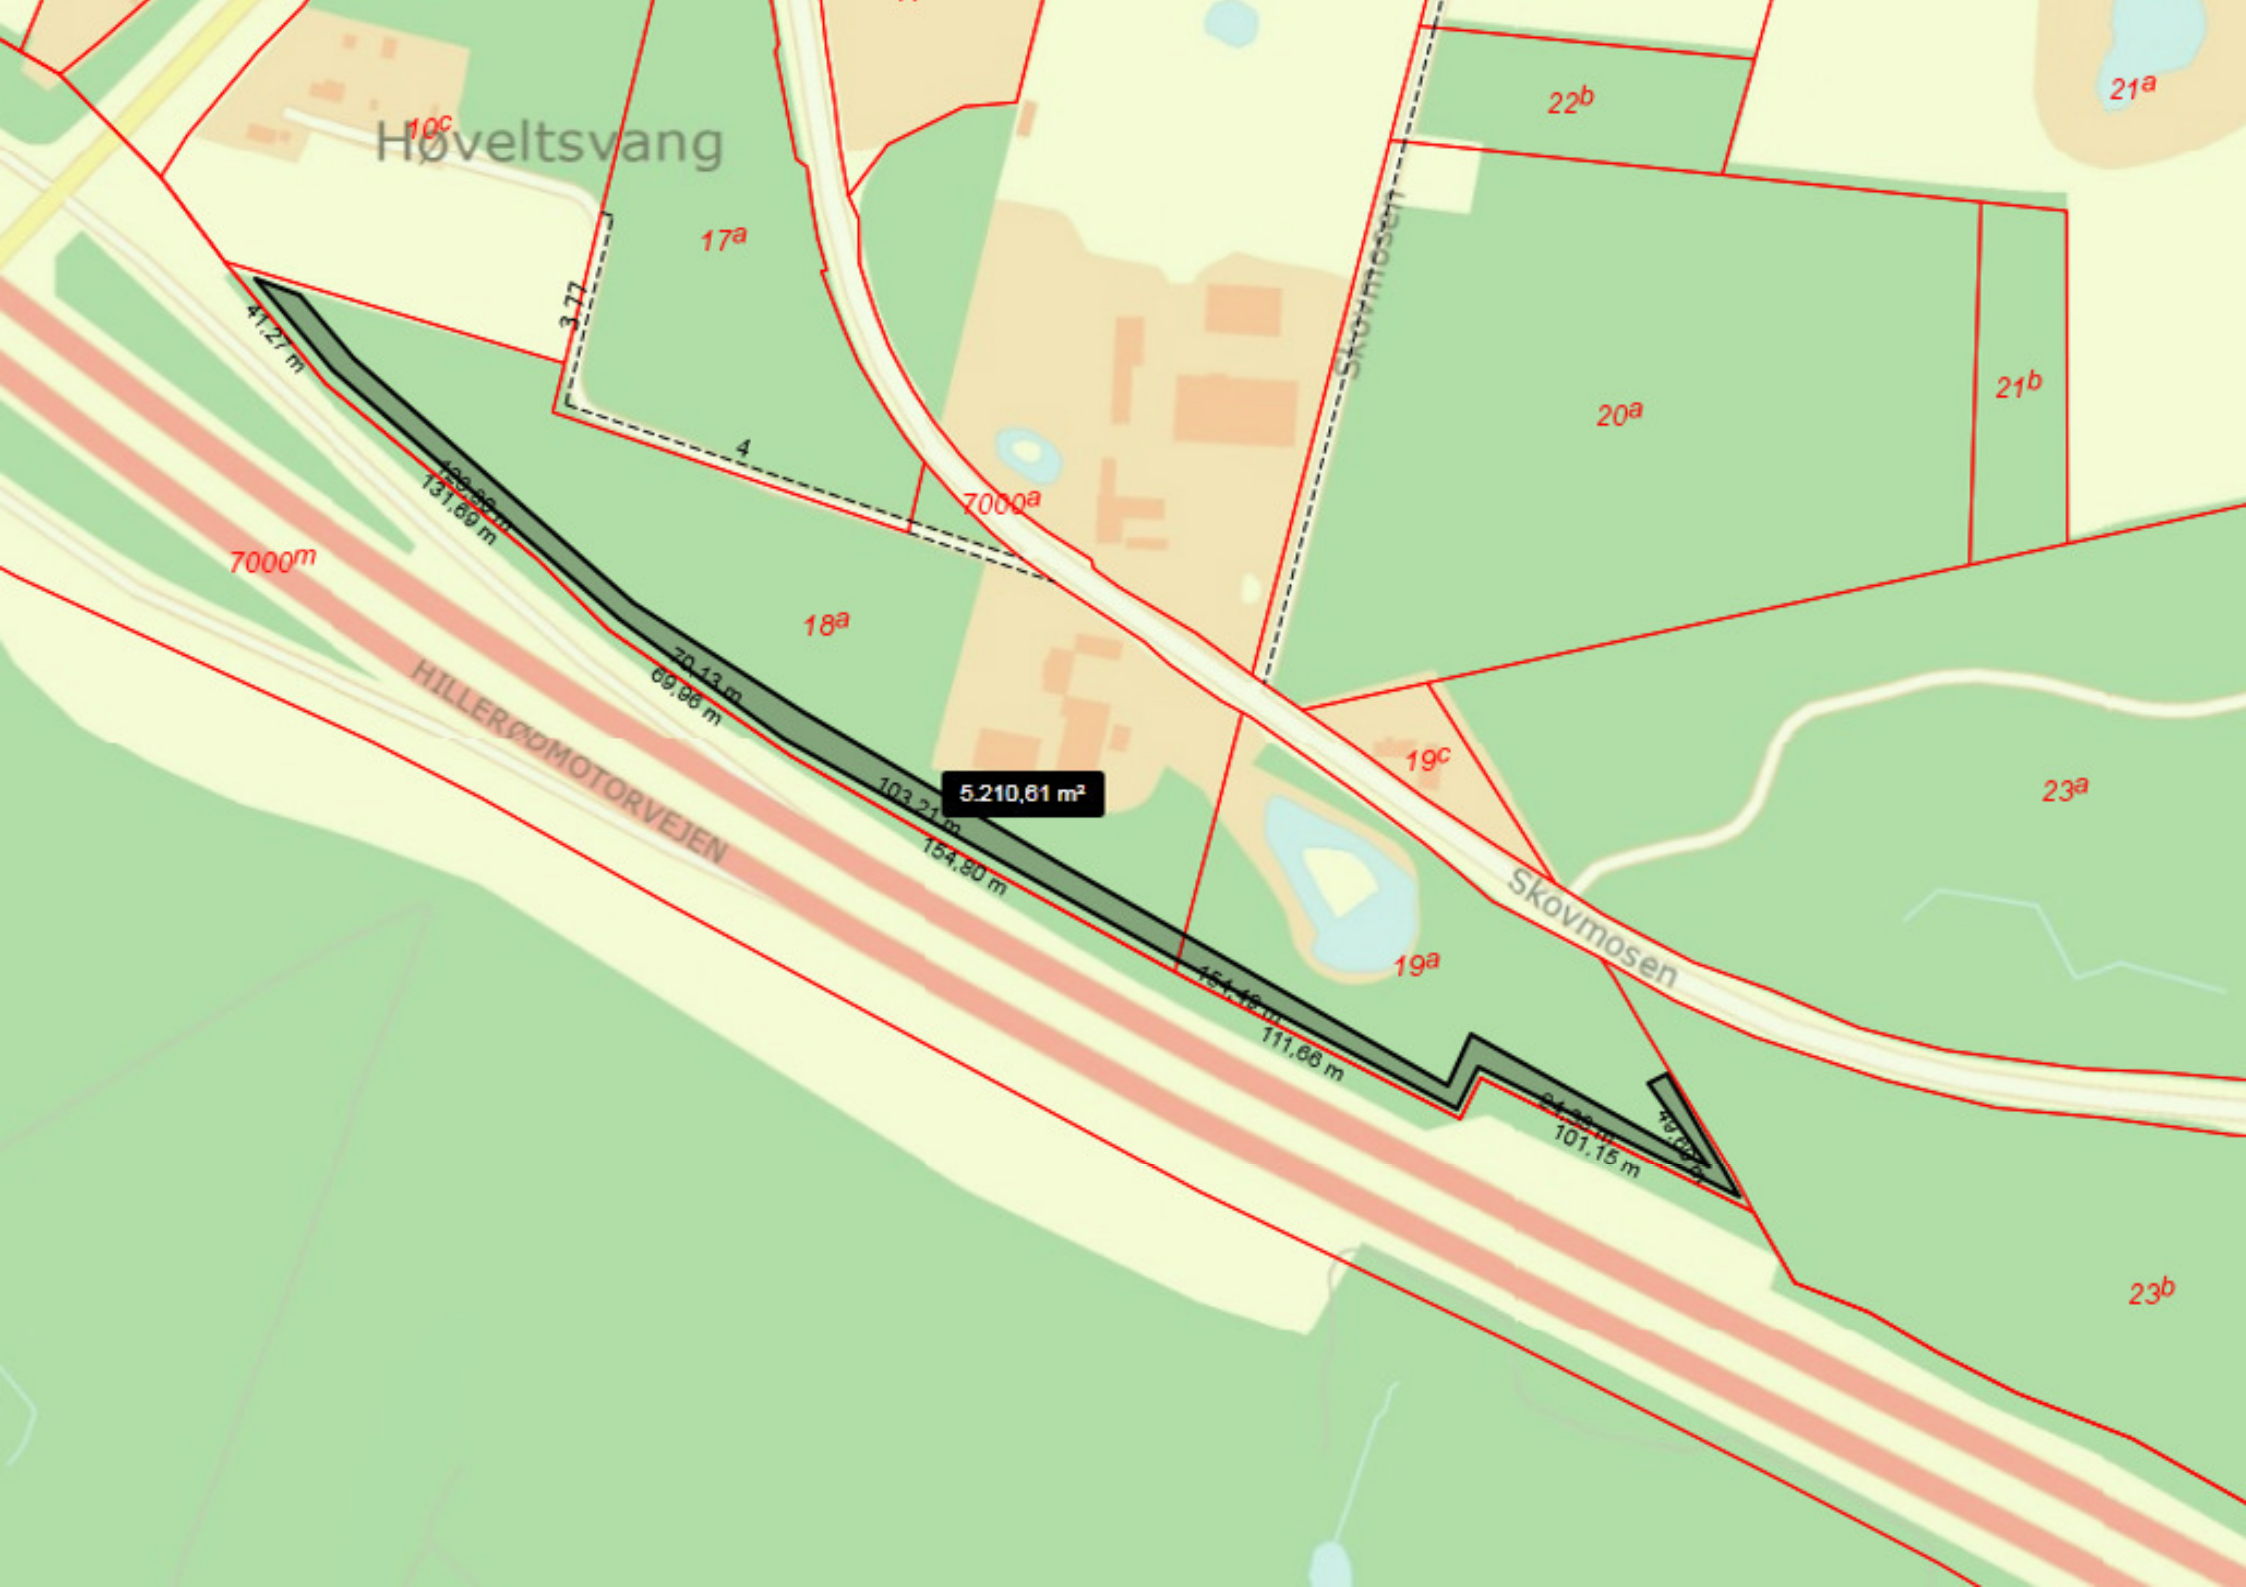 22ᵇ
21ᵃ
10ᶜ
Høveltsvang
17ᵃ
Skovmosen
3,77
41,27 m
20ᵃ
21ᵇ
4
7000ᵃ
131,69 m
7000ᵐ
18ᵃ
70,13 m
69,96 m
HILLERØDMOTORVEJEN
19ᶜ
23ᵃ
5.210,61 m²
103,21 m
154,80 m
Skovmosen
19ᵃ
111,66 m
101,15 m
23ᵇ